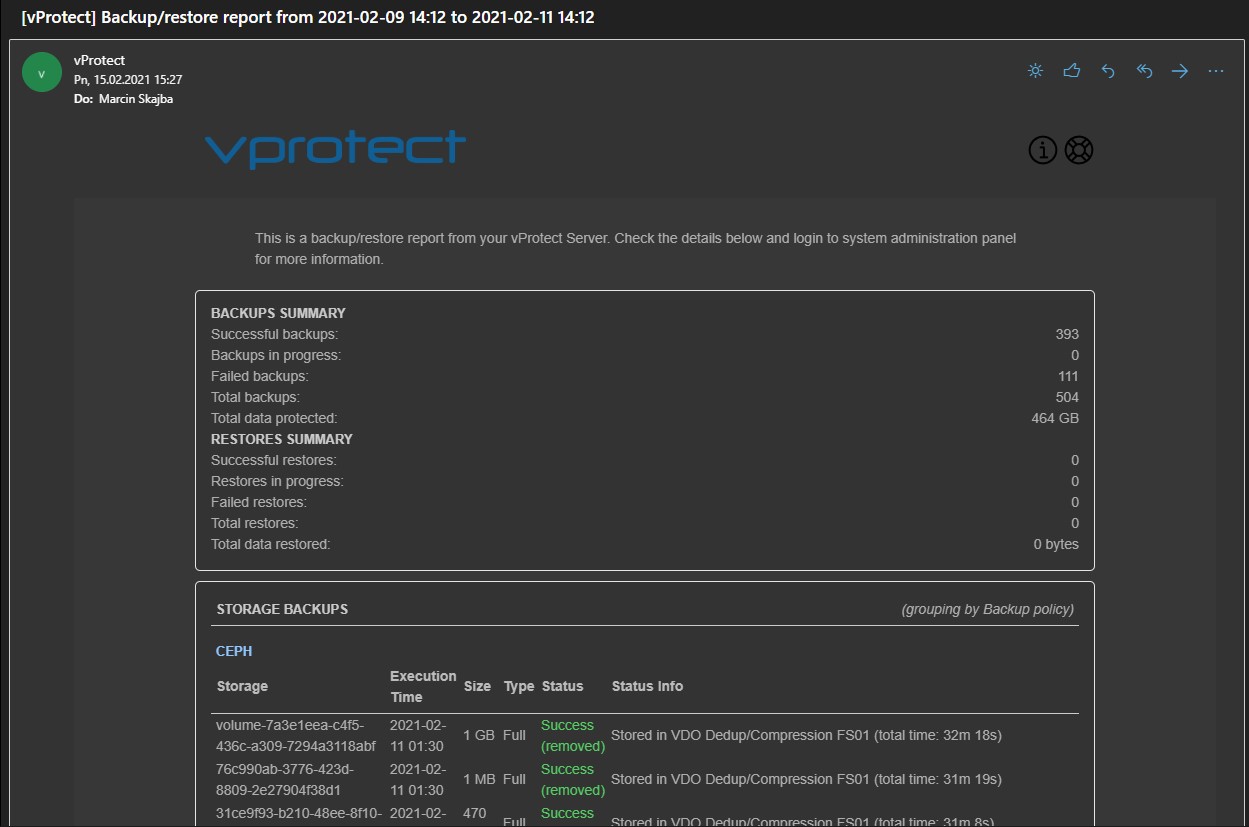 [vProtect] Backup/restore report from 2021-02-09 14:12 to 2021-02-11 14:12
v
vProtect
Pn, 15.02.2021 15:27
Do: Marcin Skajba
vprotect
This is a backup/restore report from your vProtect Server. Check the details below and login to system administration panel
for more information.
BACKUPS SUMMARY
Successful backups: 393
Backups in progress: 0
Failed backups: 111
Total backups: 504
Total data protected: 464 GB
RESTORES SUMMARY
Successful restores: 0
Restores in progress: 0
Failed restores: 0
Total restores: 0
Total data restored: 0 bytes
STORAGE BACKUPS (grouping by Backup policy)
CEPH
Storage Execution Time Size Type Status Status Info
volume-7a3e1eea-c4f5- 2021-02- Success
436c-a309-7294a3118abf 11 01:30 1 GB Full (removed) Stored in VDO Dedup/Compression FS01 (total time: 32m 18s)
76c990ab-3776-423d- 2021-02- Success
8809-2e27904f38d1 11 01:30 1 MB Full (removed) Stored in VDO Dedup/Compression FS01 (total time: 31m 19s)
31ce9f93-b210-48ee-8f10- 2021-02- 470 Success
Full Stored in VDO Dedup/Compression FS01 (total time: 31m 8s)